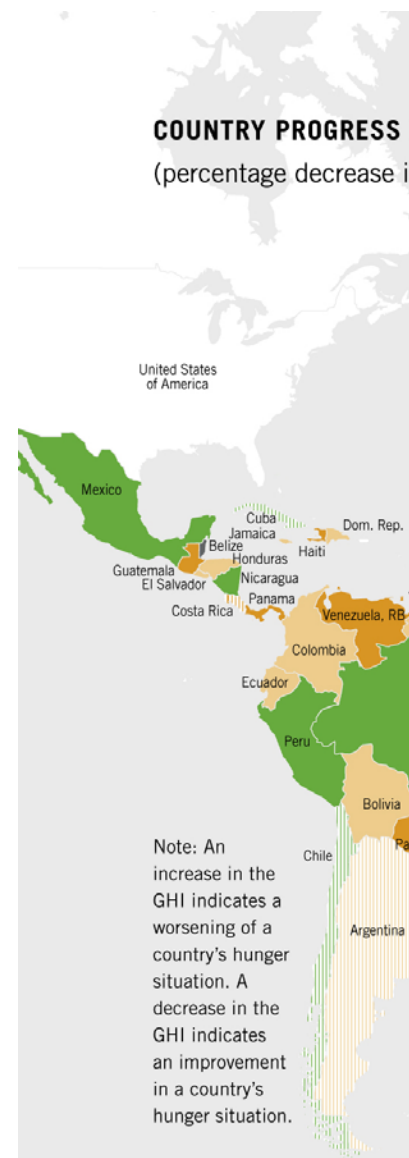 COUNTRY PROGRESS
(percentage decrease i
United States
of America
Mexico
Cuba
Jamaica
Dom. Rep.
Belize
Haiti
Honduras
Guatemala
El Salvador
Nicaragua
Panama
Costa Rica
Venezuela, RB
Colombia
Ecuador
Peru
Bolivia
Pa
Chile
Argentina
Note: An
increase in the
GHI indicates a
worsening of a
country's hunger
situation. A
decrease in the
GHI indicates
an improvement
in a country's
hunger situation.